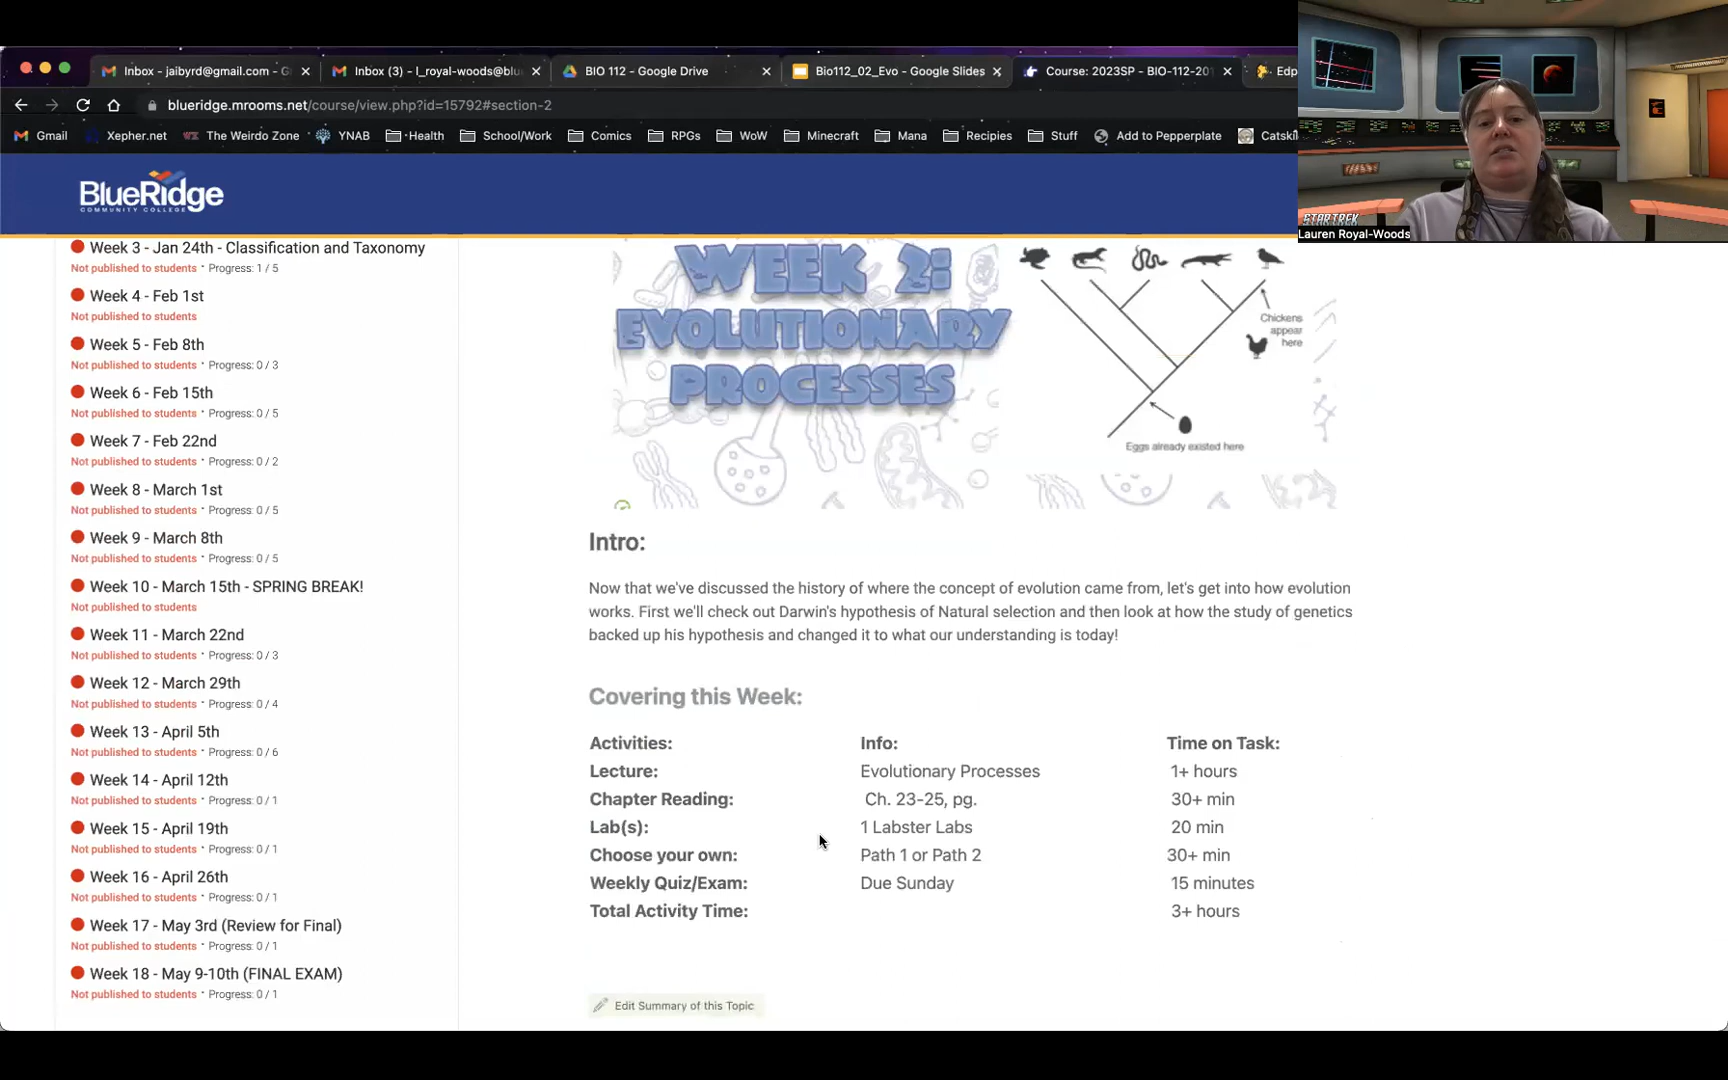 Inbox - jaibyrd@gmail.com - G
Inbox (3) - l_royal-woods@blu
BIO 112 - Google Drive
Bio112_02_Evo - Google Slides
Course: 2023SP - BIO-112-201
Edp
blueridge.mrooms.net/course/view.php?id=15792#section-2
Gmail
Xepher.net
The Weirdo Zone
YNAB
Health
School/Work
Comics
RPGs
WoW
Minecraft
Mana
Recipies
Stuff
Add to Pepperplate
Catski
STAR TREK
Lauren Royal-Woods
BlueRidge
COMMUNITY COLLEGE
Week 3 - Jan 24th - Classification and Taxonomy
Not published to students · Progress: 1 / 5
Week 4 - Feb 1st
Not published to students
Week 5 - Feb 8th
Not published to students · Progress: 0 / 3
Week 6 - Feb 15th
Not published to students · Progress: 0 / 5
Week 7 - Feb 22nd
Not published to students · Progress: 0 / 2
Week 8 - March 1st
Not published to students · Progress: 0 / 5
Week 9 - March 8th
Not published to students · Progress: 0 / 5
Week 10 - March 15th - SPRING BREAK!
Not published to students
Week 11 - March 22nd
Not published to students · Progress: 0 / 3
Week 12 - March 29th
Not published to students · Progress: 0 / 4
Week 13 - April 5th
Not published to students · Progress: 0 / 6
Week 14 - April 12th
Not published to students · Progress: 0 / 1
Week 15 - April 19th
Not published to students · Progress: 0 / 1
Week 16 - April 26th
Not published to students · Progress: 0 / 1
Week 17 - May 3rd (Review for Final)
Not published to students · Progress: 0 / 1
Week 18 - May 9-10th (FINAL EXAM)
Not published to students · Progress: 0 / 1
WEEK 2:
EVOLUTIONARY
PROCESSES
Chickens
appear
here
Eggs already existed here
Intro:
Now that we've discussed the history of where the concept of evolution came from, let's get into how evolution
works. First we'll check out Darwin's hypothesis of Natural selection and then look at how the study of genetics
backed up his hypothesis and changed it to what our understanding is today!
Covering this Week:
Activities: Info: Time on Task:
Lecture: Evolutionary Processes 1+ hours
Chapter Reading: Ch. 23-25, pg. 30+ min
Lab(s): 1 Labster Labs 20 min
Choose your own: Path 1 or Path 2 30+ min
Weekly Quiz/Exam: Due Sunday 15 minutes
Total Activity Time: 3+ hours
Edit Summary of this Topic